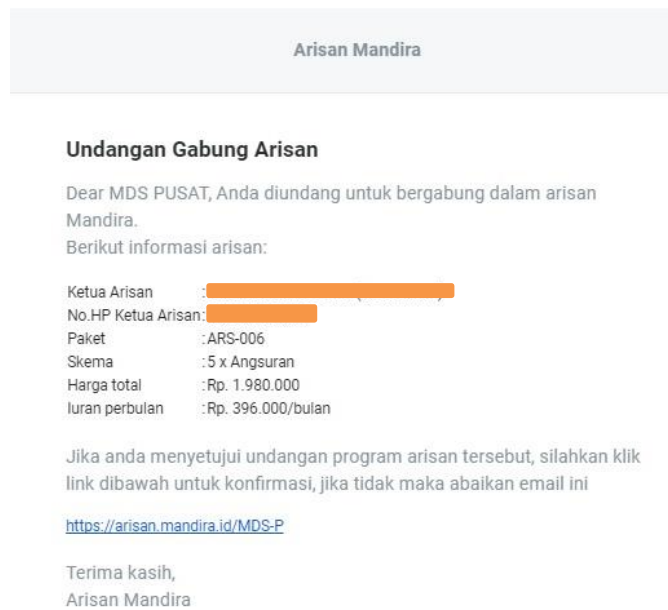 Arisan Mandira
Undangan Gabung Arisan
Dear MDS PUSAT, Anda diundang untuk bergabung dalam arisan
Mandira.
Berikut informasi arisan:
Ketua Arisan :
No.HP Ketua Arisan:
Paket :ARS-006
Skema :5 x Angsuran
Harga total :Rp. 1.980.000
Iuran perbulan :Rp. 396.000/bulan
Jika anda menyetujui undangan program arisan tersebut, silahkan klik
link dibawah untuk konfirmasi, jika tidak maka abaikan email ini
https://arisan.mandira.id/MDS-P
Terima kasih,
Arisan Mandira